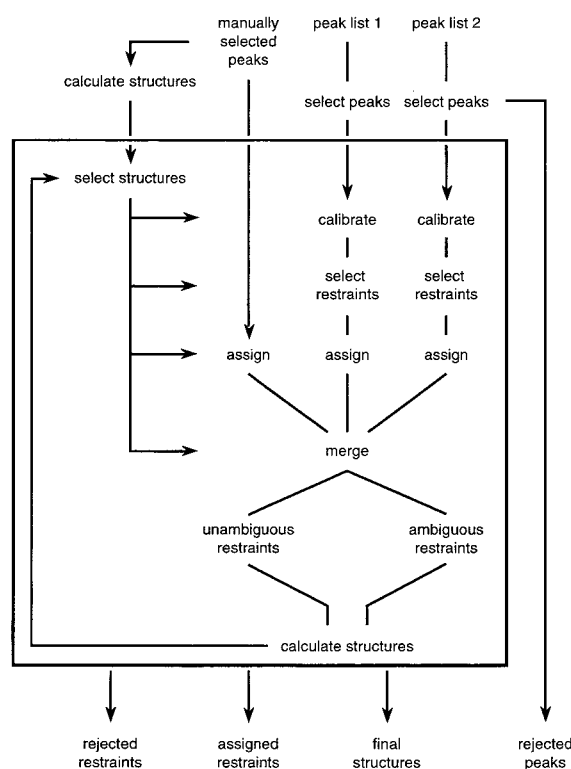 manually
selected
peaks
peak list 1
peak list 2
calculate structures
select peaks
select peaks
select structures
calibrate
calibrate
select
restraints
select
restraints
assign
assign
assign
merge
unambiguous
restraints
ambiguous
restraints
calculate structures
rejected
restraints
assigned
restraints
final
structures
rejected
peaks